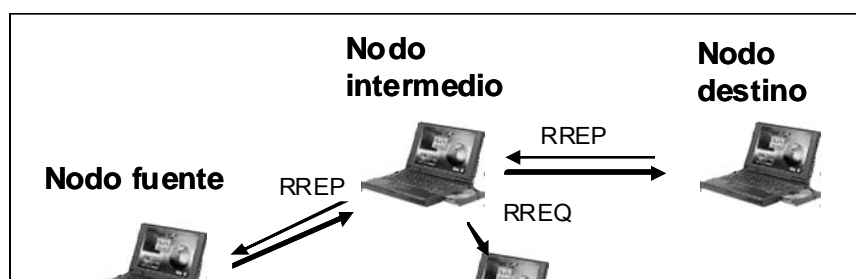 Nodo
intermedio
Nodo
destino
RREP
Nodo fuente
RREP
RREQ